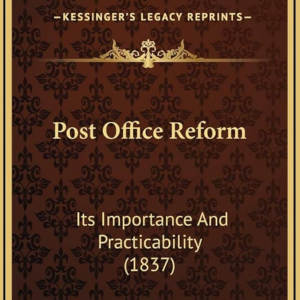 —KESSINGER'S LEGACY REPRINTS—
Post Office Reform
Its Importance And
Practicability
(1837)